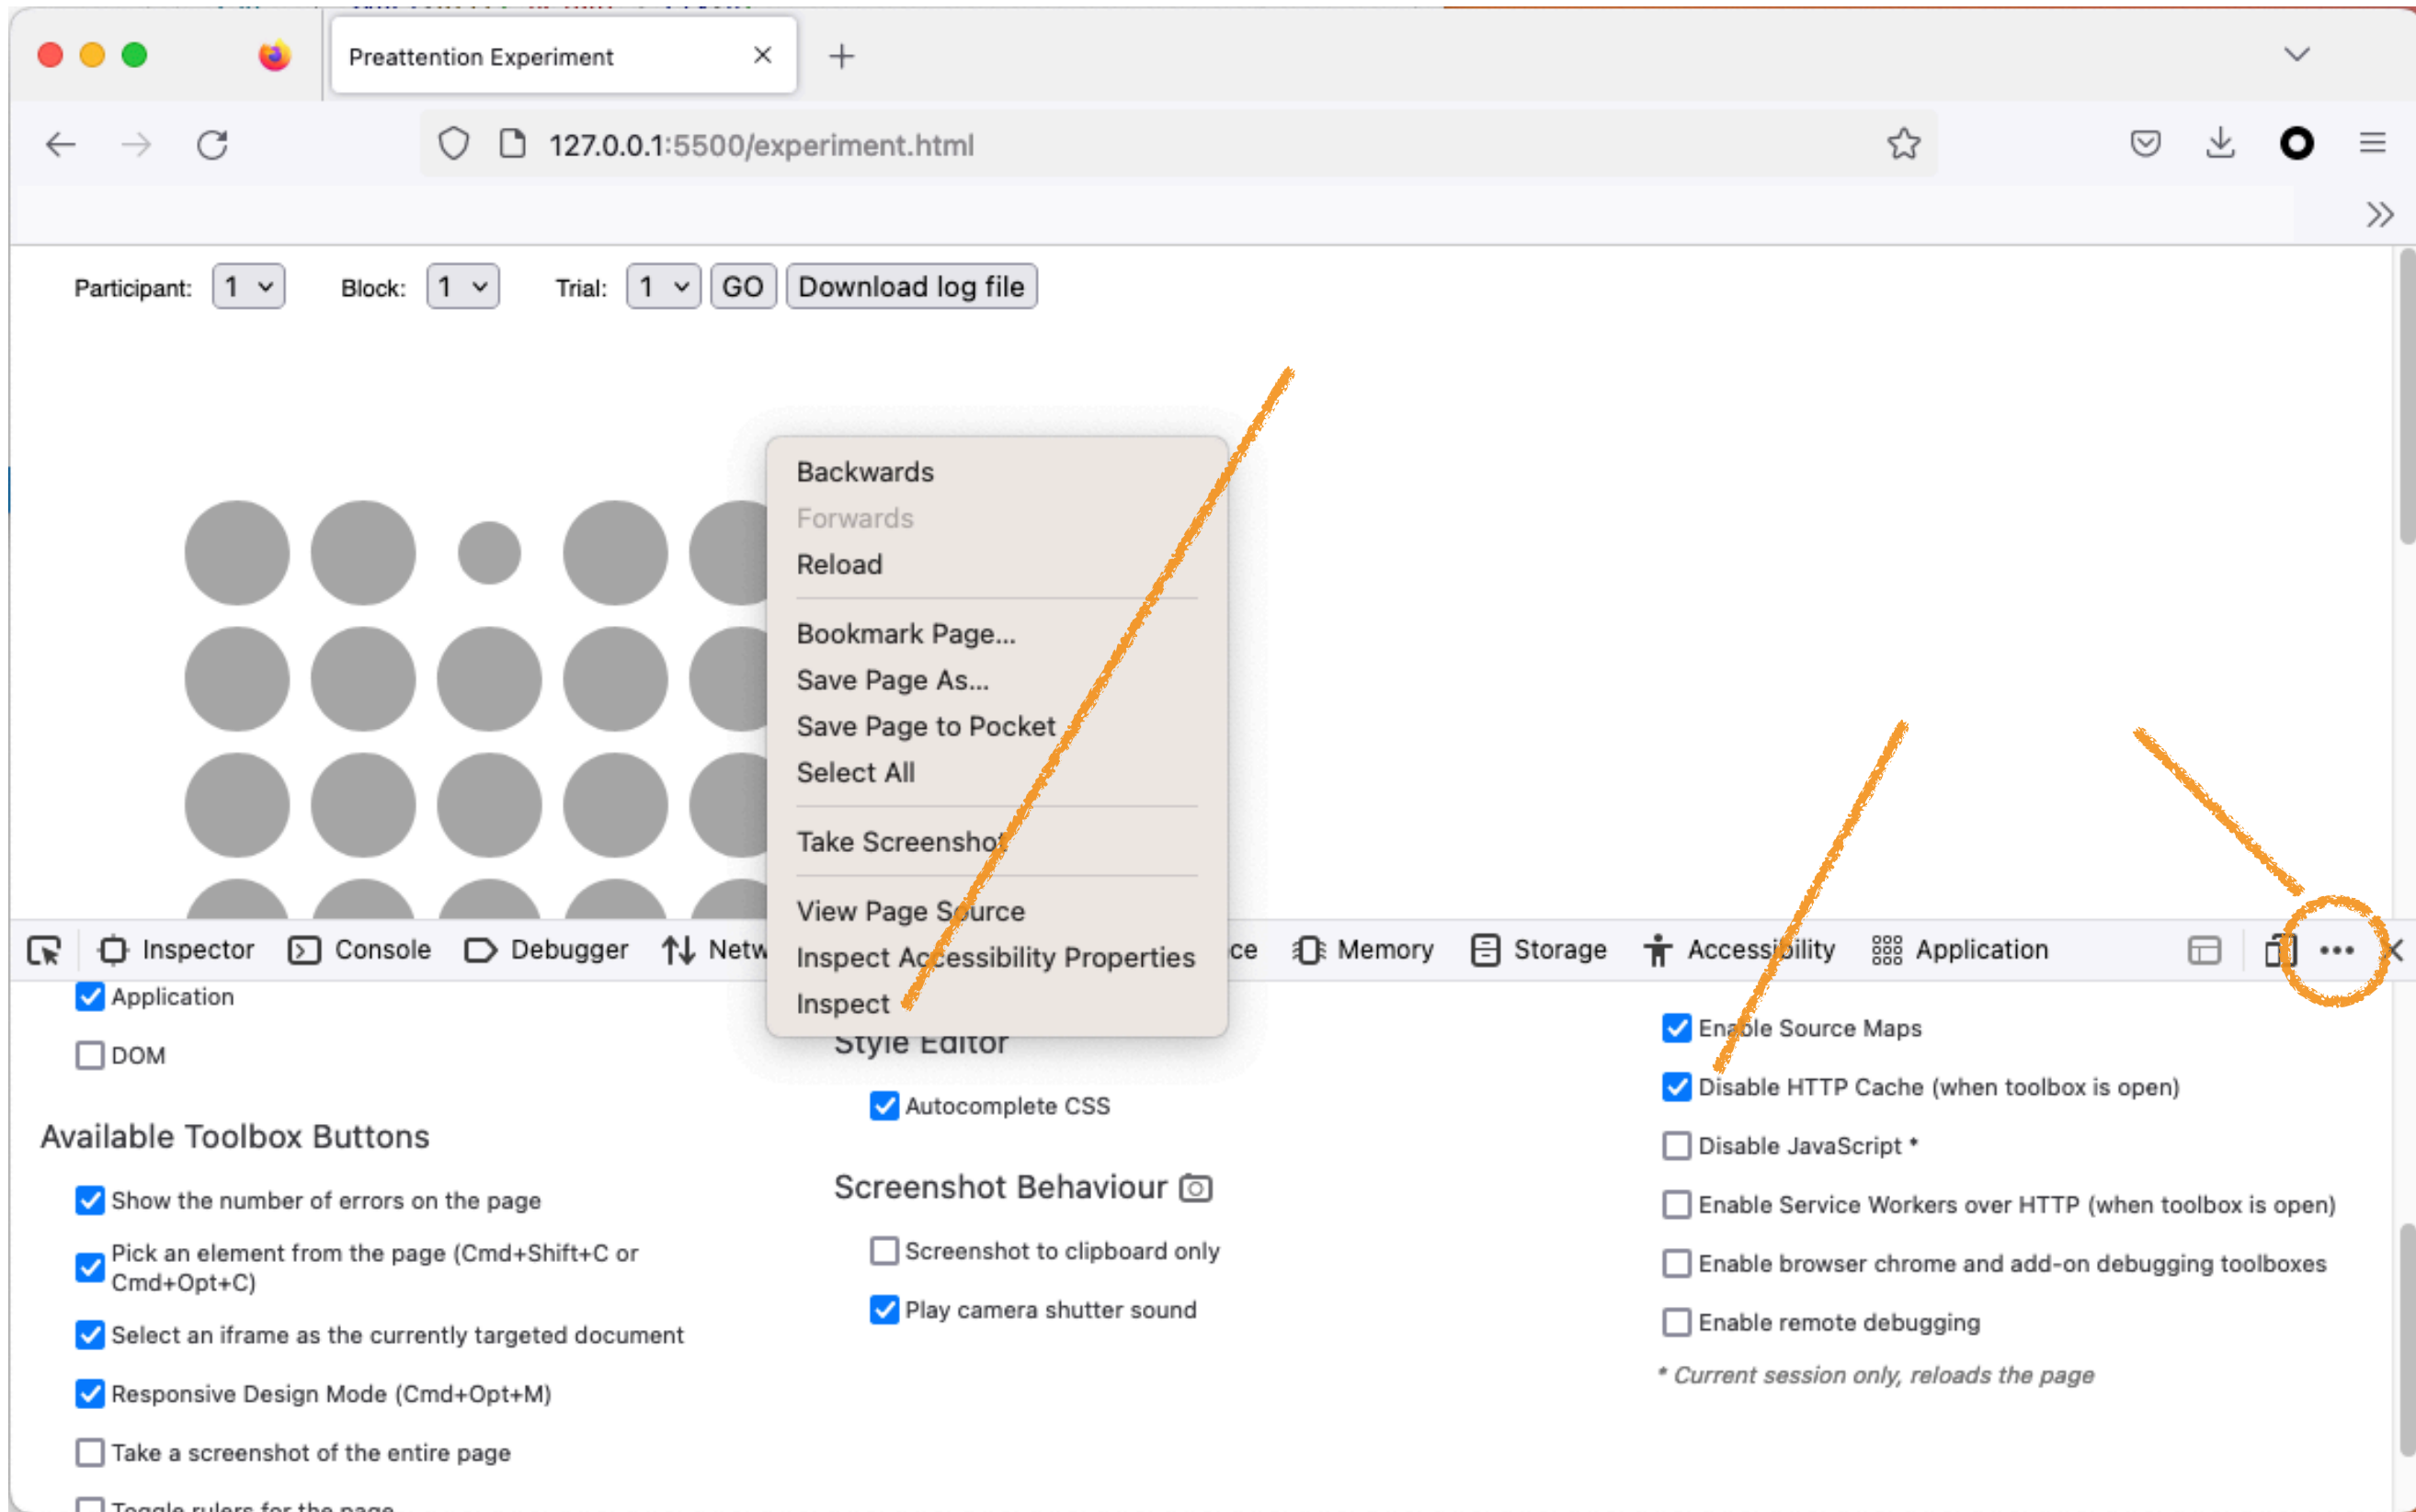 Preattention Experiment
127.0.0.1:5500/experiment.html
Participant: 1 Block: 1 Trial: 1 GO Download log file
Backwards
Forwards
Reload
Bookmark Page...
Save Page As...
Save Page to Pocket
Select All
Take Screenshot
View Page Source
Inspect Accessibility Properties
Inspect
Inspector Console Debugger Netw ce Memory Storage Accessibility Application
Application
DOM
Available Toolbox Buttons
Show the number of errors on the page
Pick an element from the page (Cmd+Shift+C or
Cmd+Opt+C)
Select an iframe as the currently targeted document
Responsive Design Mode (Cmd+Opt+M)
Take a screenshot of the entire page
Toggle rulers for the page
Style Editor
Autocomplete CSS
Screenshot Behaviour
Screenshot to clipboard only
Play camera shutter sound
Enable Source Maps
Disable HTTP Cache (when toolbox is open)
Disable JavaScript *
Enable Service Workers over HTTP (when toolbox is open)
Enable browser chrome and add-on debugging toolboxes
Enable remote debugging
* Current session only, reloads the page